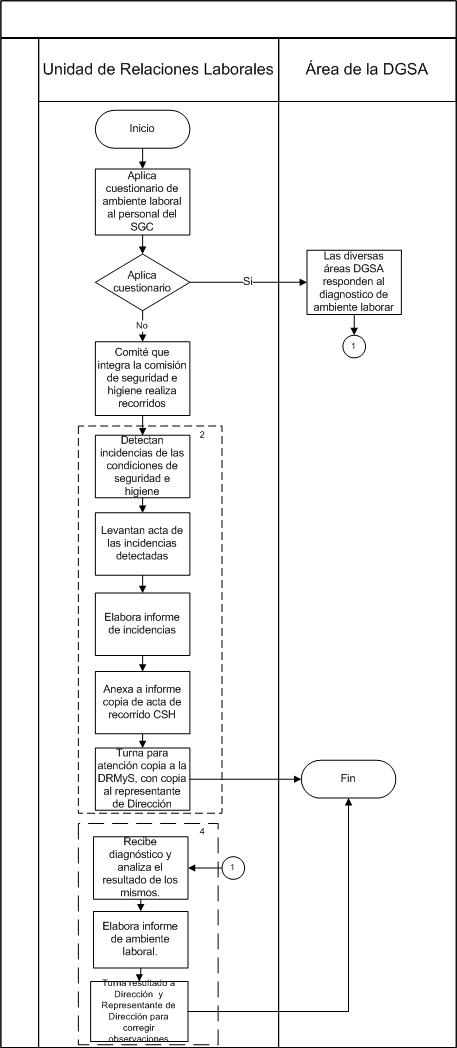 Unidad de Relaciones Laborales
Área de la DGSA
Inicio
Aplica
cuestionario de
ambiente laboral
al personal del
SGC
Aplica
cuestionario
Si
Las diversas
áreas DGSA
responden al
diagnostico de
ambiente laborar
1
No
Comité que
integra la comisión
de seguridad e
higiene realiza
recorridos
2
Detectan
incidencias de las
condiciones de
seguridad e
higiene
Levantan acta de
las incidencias
detectadas
Elabora informe
de incidencias
Anexa a informe
copia de acta de
recorrido CSH
Turna para
atención copia a la
DRMyS, con copia
al representante
de Dirección
Fin
4
Recibe
diagnóstico y
analiza el
resultado de los
mismos.
1
Elabora informe
de ambiente
laboral.
Turna resultado a
Dirección y
Representante de
Dirección para
corregir
observaciones